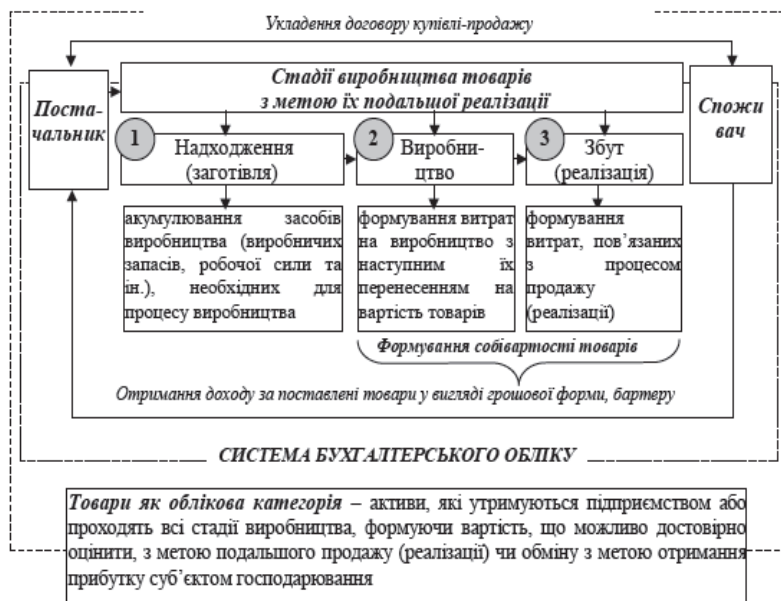 Укладення договору купівлі-продажу
Поста-
чальник
Стадії виробництва товарів
з метою їх подальшої реалізації
Спожи
вач
1
Надходження
(заготівля)
2
Виробни-
цтво
3
Збут
(реалізація)
акумулювання засобів
виробництва (виробничих
запасів, робочої сили та
ін.), необхідних для
процесу виробництва
формування витрат
на виробництво з
наступним їх
перенесенням на
вартість товарів
формування
витрат, пов’язаних
з процесом
продажу
(реалізації)
Формування собівартості товарів
Отримання доходу за поставлені товари у вигляді грошової форми, бартеру
СИСТЕМА БУХГАЛТЕРСЬКОГО ОБЛІКУ
Товари як облікова категорія – активи, які утримуються підприємством або
проходять всі стадії виробництва, формуючи вартість, що можливо достовірно
оцінити, з метою подальшого продажу (реалізації) чи обміну з метою отримання
прибутку суб’єктом господарювання